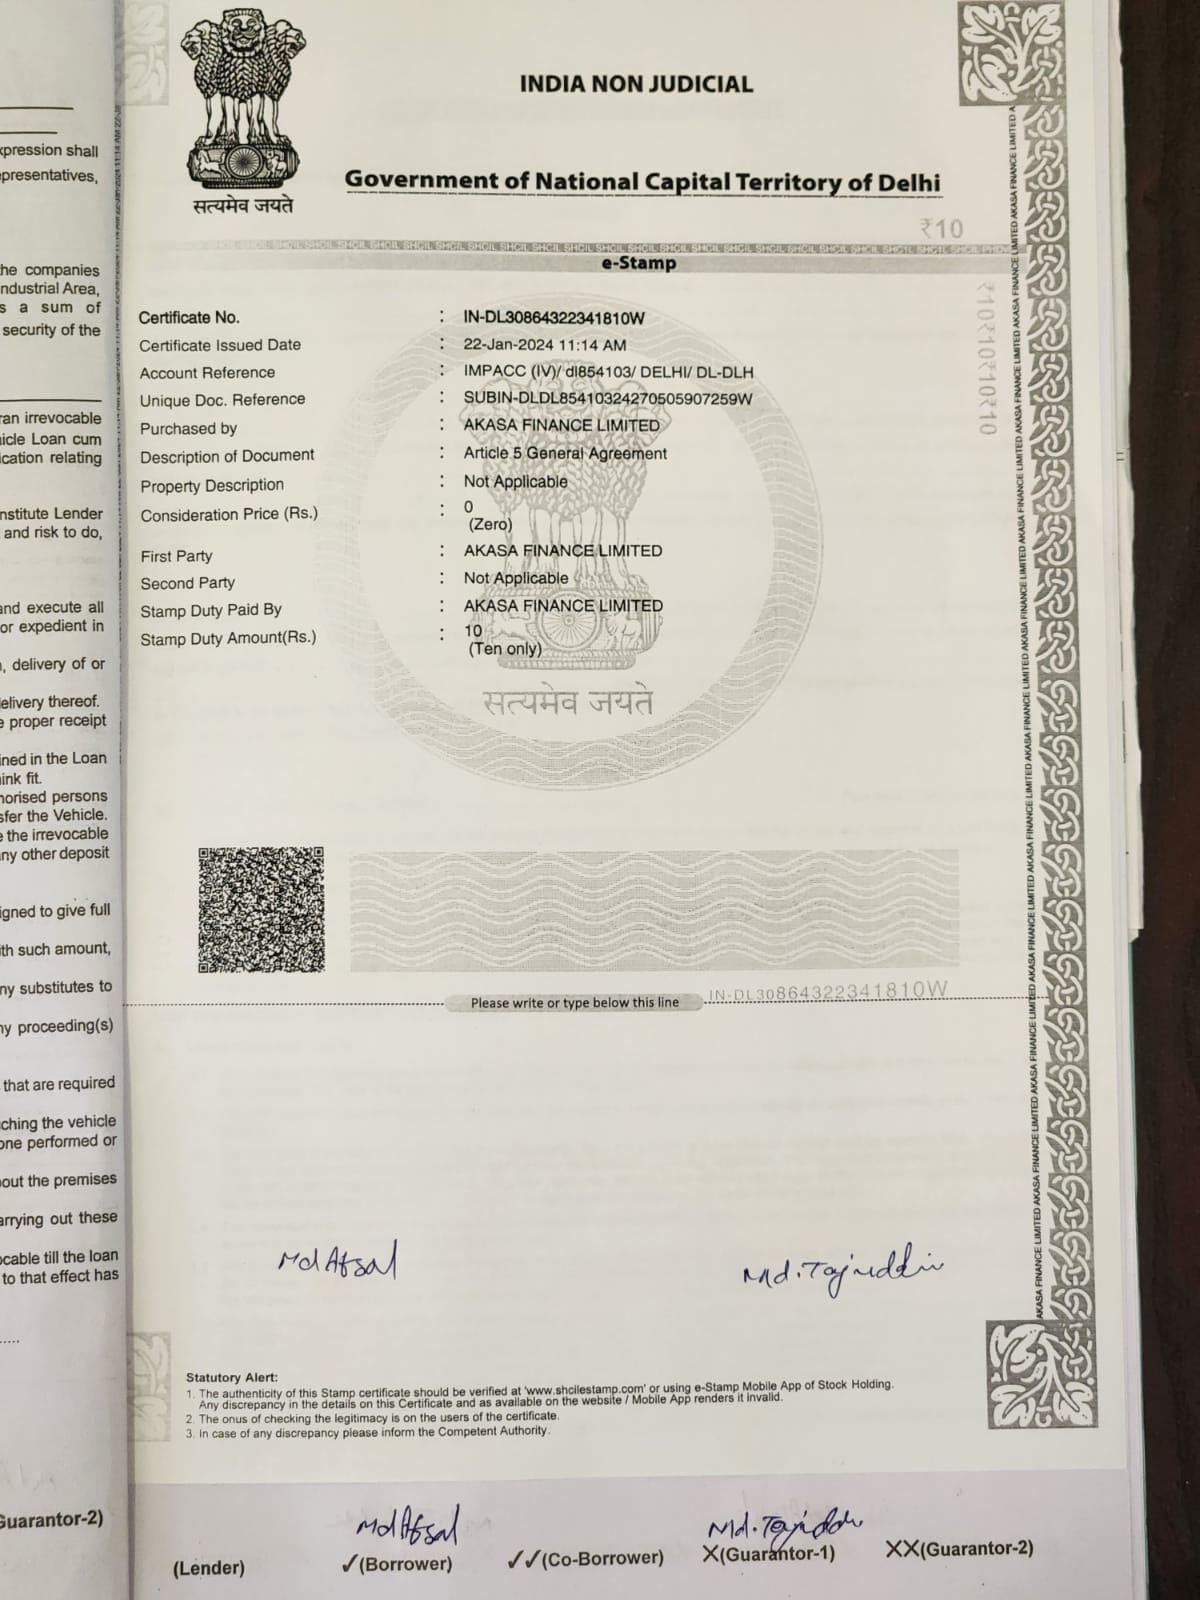 xpression shall
epresentatives,
he companies
ndustrial Area,
s a sum of
security of the
ran irrevocable
icle Loan cum
ication relating
nstitute Lender
and risk to do,
and execute all
or expedient in
, delivery of or
elivery thereof.
e proper receipt
ined in the Loan
ink fit.
horised persons
sfer the Vehicle.
e the irrevocable
ny other deposit
igned to give full
ith such amount,
ny substitutes to
ny proceeding(s)
that are required
ching the vehicle
one performed or
out the premises
arrying out these
ocable till the loan
to that effect has
Guarantor-2)
सत्यमेव जयते
INDIA NON JUDICIAL
Government of National Capital Territory of Delhi
₹10
e-Stamp
Certificate No. : IN-DL30864322341810W
Certificate Issued Date : 22-Jan-2024 11:14 AM
Account Reference : IMPACC (IV)/ dl854103/ DELHI/ DL-DLH
Unique Doc. Reference : SUBIN-DLDL85410324270505907259W
Purchased by : AKASA FINANCE LIMITED
Description of Document : Article 5 General Agreement
Property Description : Not Applicable
Consideration Price (Rs.) : 0
(Zero)
First Party : AKASA FINANCE LIMITED
Second Party : Not Applicable
Stamp Duty Paid By : AKASA FINANCE LIMITED
Stamp Duty Amount(Rs.) : 10
(Ten only)
सत्यमेव जयते
₹10₹10₹10₹10
Please write or type below this line
IN-DL30864322341810W
Md Afsal
Md. Tajuddin
Statutory Alert:
1. The authenticity of this Stamp certificate should be verified at 'www.shcilestamp.com' or using e-Stamp Mobile App of Stock Holding.
Any discrepancy in the details on this Certificate and as available on the website / Mobile App renders it invalid.
2. The onus of checking the legitimacy is on the users of the certificate.
3. In case of any discrepancy please inform the Competent Authority.
Md Afsal
Md. Tajuddin
(Lender) ✓(Borrower) ✓✓(Co-Borrower) X(Guarantor-1) XX(Guarantor-2)